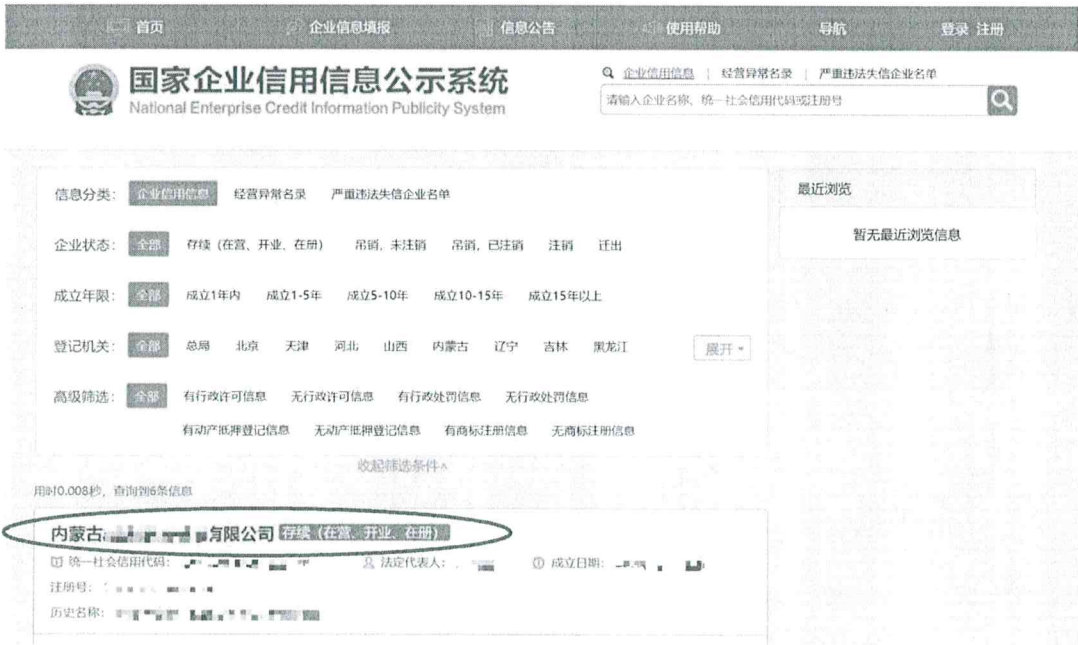 首页 企业信息填报 信息公告 使用帮助 导航 登录 注册
国家企业信用信息公示系统
National Enterprise Credit Information Publicity System
企业信用信息 | 经营异常名录 | 严重违法失信企业名单
请输入企业名称、统一社会信用代码或注册号
信息分类： 企业信用信息 经营异常名录 严重违法失信企业名单
企业状态： 全部 存续（在营、开业、在册） 吊销，未注销 吊销，已注销 注销 迁出
成立年限： 全部 成立1年内 成立1-5年 成立5-10年 成立10-15年 成立15年以上
登记机关： 全部 总局 北京 天津 河北 山西 内蒙古 辽宁 吉林 黑龙江 展开
高级筛选： 全部 有行政许可信息 无行政许可信息 有行政处罚信息 无行政处罚信息
有动产抵押登记信息 无动产抵押登记信息 有商标注册信息 无商标注册信息
收起筛选条件
最近浏览
暂无最近浏览信息
用时0.008秒，查询到6条信息
内蒙古 有限公司 存续（在营、开业、在册）
统一社会信用代码： 法定代表人： 成立日期：
注册号：
历史名称：